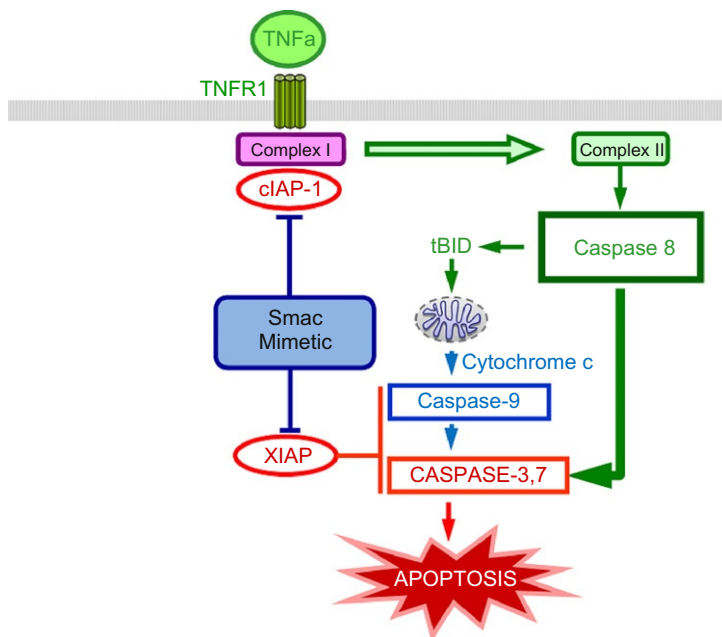 TNFa
TNFR1
Complex I
Complex II
cIAP-1
tBID
Caspase 8
Smac
Mimetic
Cytochrome c
Caspase-9
XIAP
CASPASE-3,7
APOPTOSIS